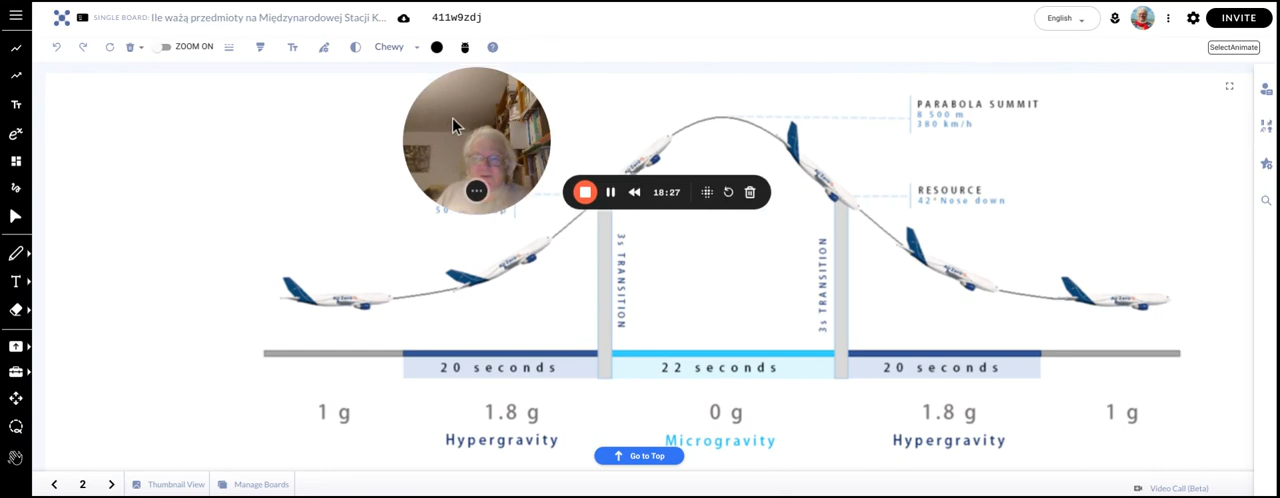 SINGLE BOARD: Ile ważą przedmioty na Międzynarodowej Stacji K...
411w9zdj
English
INVITE
ZOOM ON
Chewy
SelectAnimate
PARABOLA SUMMIT
8 500 m
380 km/h
18:27
RESOURCE
42° Nose down
50
3s TRANSITION
3s TRANSITION
20 seconds
22 seconds
20 seconds
1 g
1.8 g
0 g
1.8 g
1 g
Hypergravity
Microgravity
Hypergravity
Go to Top
2
Thumbnail View
Manage Boards
Video Call (Beta)